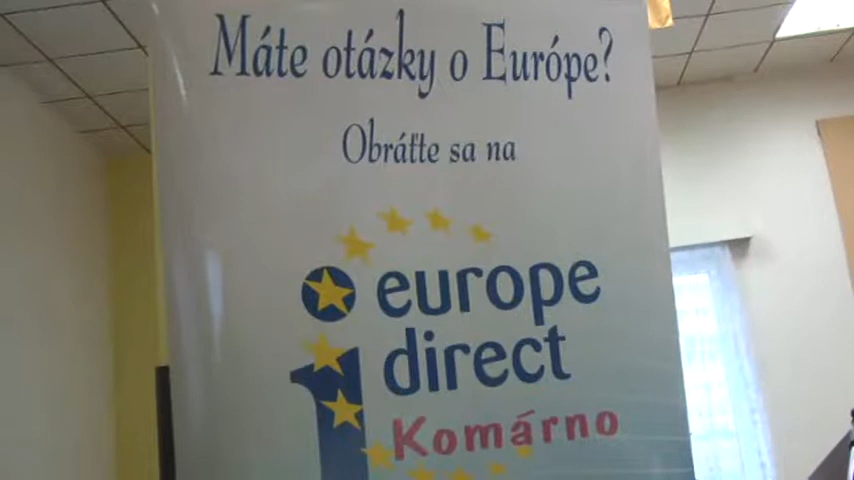 Máte otázky o Európe?
Obráťte sa na
europe
direct
Komárno